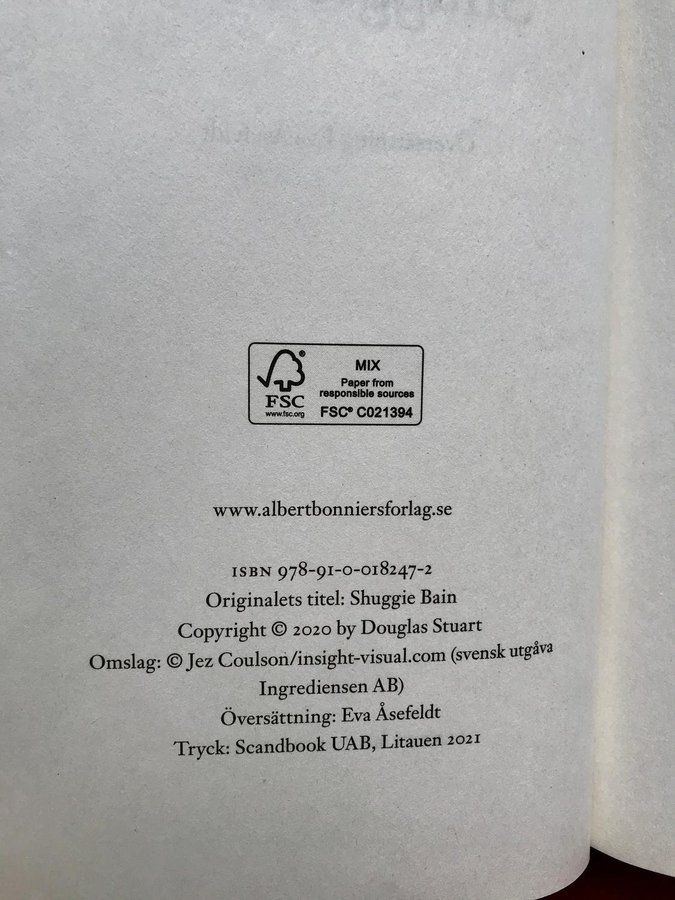 MIX
Paper from
responsible sources
FSC® C021394
®
FSC
www.fsc.org
www.albertbonniersforlag.se
ISBN 978-91-0-018247-2
Originalets titel: Shuggie Bain
Copyright © 2020 by Douglas Stuart
Omslag: © Jez Coulson/insight-visual.com (svensk utgåva
Ingrediensen AB)
Översättning: Eva Åsefeldt
Tryck: Scandbook UAB, Litauen 2021